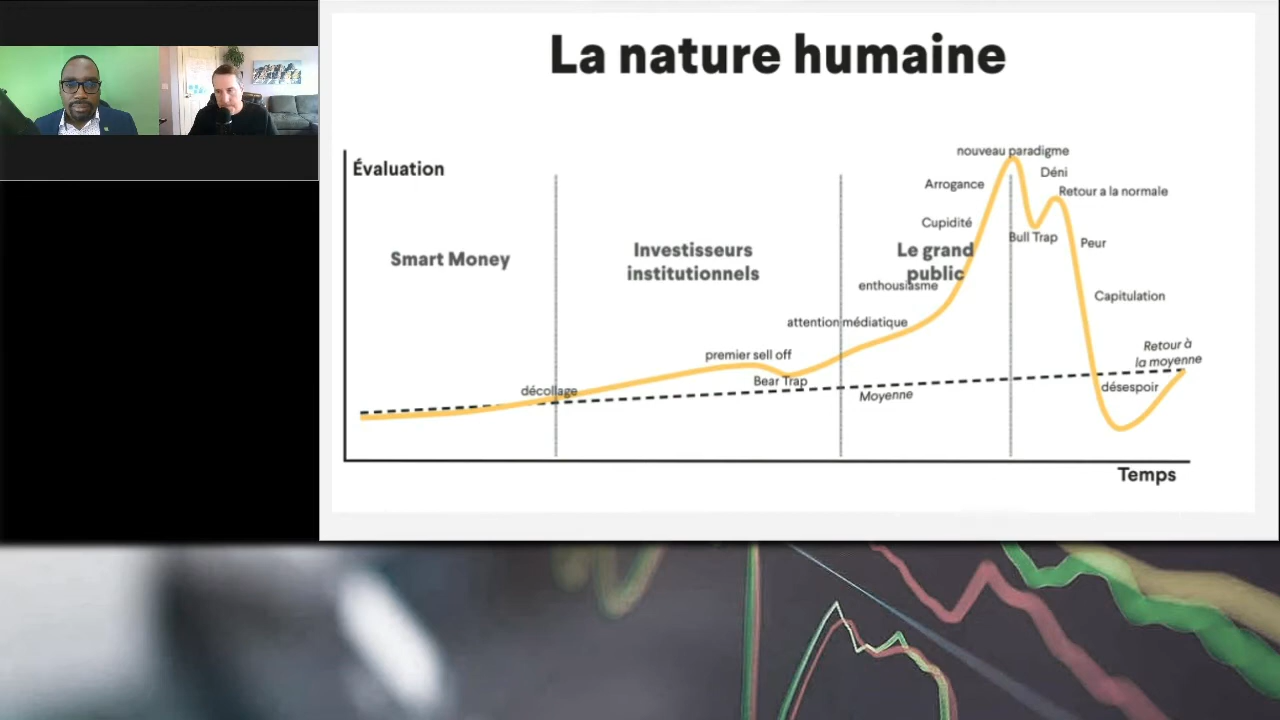 La nature humaine
Évaluation
Smart Money
Investisseurs
institutionnels
Le grand
public
décollage
premier sell off
Bear Trap
attention médiatique
enthousiasme
Cupidité
Arrogance
nouveau paradigme
Déni
Retour a la normale
Bull Trap
Peur
Capitulation
Retour à
la moyenne
désespoir
Moyenne
Temps